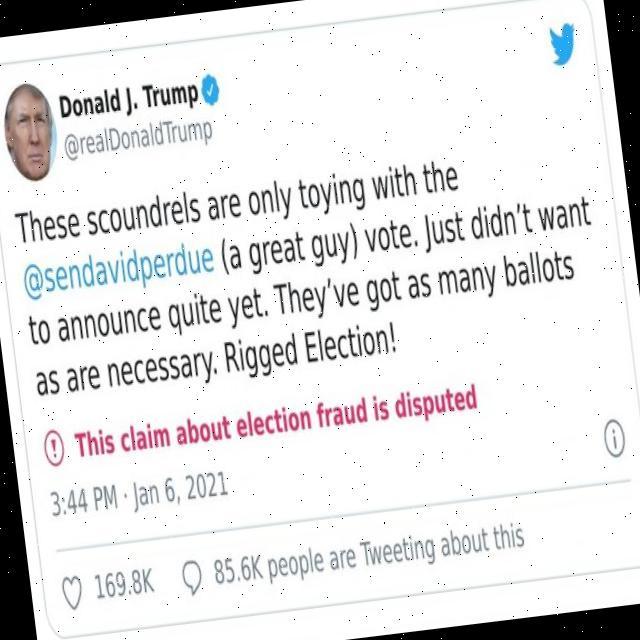 Donald J. Trump
@realDonaldTrump
These scoundrels are only toying with the
@sendavidperdue (a great guy) vote. Just didn't want
to announce quite yet. They've got as many ballots
as are necessary. Rigged Election!
This claim about election fraud is disputed
3:44 PM · Jan 6, 2021
169.8K 85.6K people are Tweeting about this